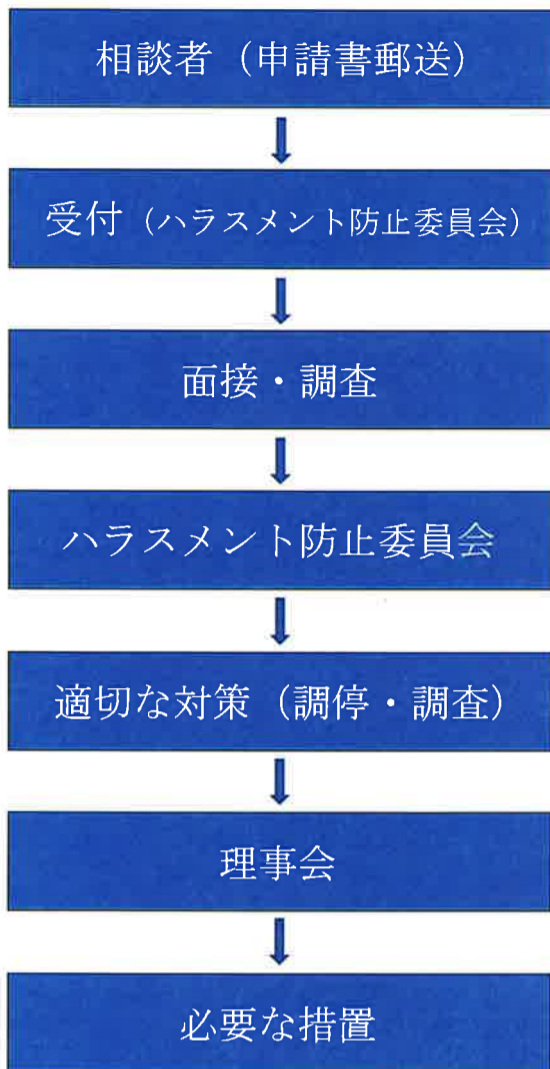 相談者（申請書郵送）
受付（ハラスメント防止委員会）
面接・調査
ハラスメント防止委員会
適切な対策（調停・調査）
理事会
必要な措置